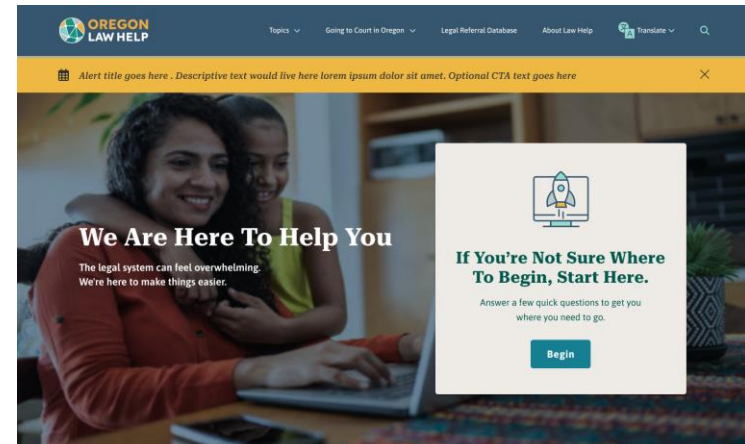 OREGON
LAW HELP
Topics
Going to Court in Oregon
Legal Referral Database
About Law Help
Translate
Alert title goes here . Descriptive text would live here lorem ipsum dolor sit amet. Optional CTA text goes here
We Are Here To Help You
The legal system can feel overwhelming.
We're here to make things easier.
If You’re Not Sure Where
To Begin, Start Here.
Answer a few quick questions to get you
where you need to go.
Begin